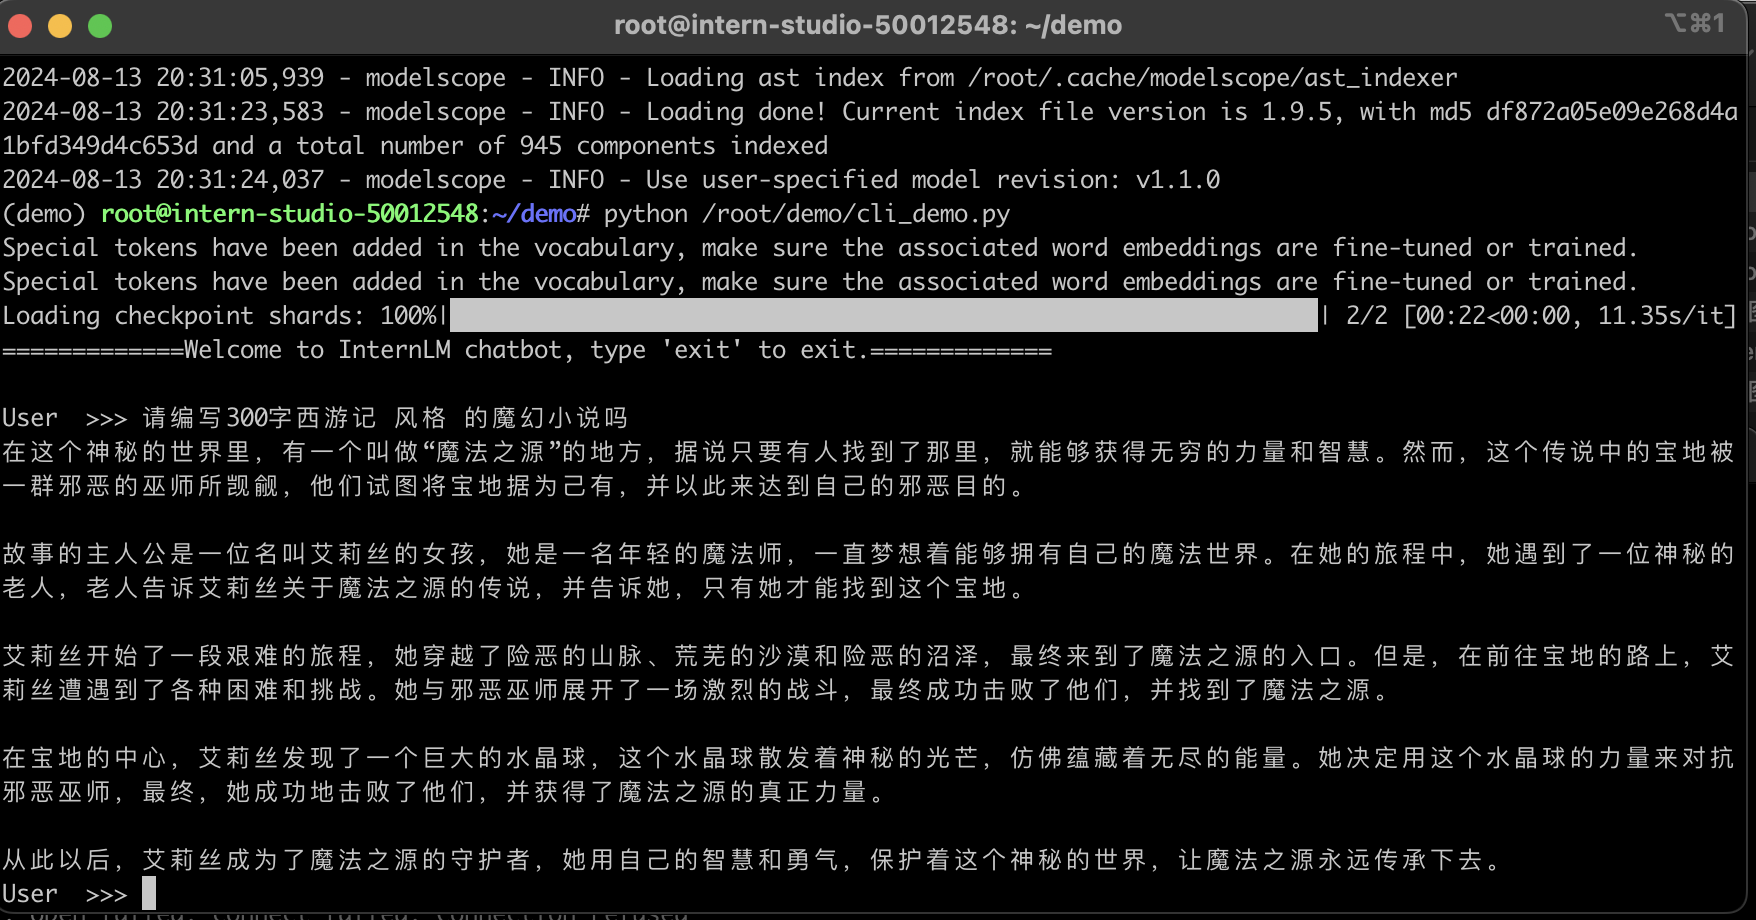 root@intern-studio-50012548: ~/demo
⌥⌘1
2024-08-13 20:31:05,939 - modelscope - INFO - Loading ast index from /root/.cache/modelscope/ast_indexer
2024-08-13 20:31:23,583 - modelscope - INFO - Loading done! Current index file version is 1.9.5, with md5 df872a05e09e268d4a
1bfd349d4c653d and a total number of 945 components indexed
2024-08-13 20:31:24,037 - modelscope - INFO - Use user-specified model revision: v1.1.0
(demo) root@intern-studio-50012548:~/demo# python /root/demo/cli_demo.py
Special tokens have been added in the vocabulary, make sure the associated word embeddings are fine-tuned or trained.
Special tokens have been added in the vocabulary, make sure the associated word embeddings are fine-tuned or trained.
Loading checkpoint shards: 100%| | 2/2 [00:22<00:00, 11.35s/it]
=============Welcome to InternLM chatbot, type 'exit' to exit.=============
User  >>> 请编写300字西游记 风格 的魔幻小说吗
在这个神秘的世界里，有一个叫做“魔法之源”的地方，据说只要有人找到了那里，就能够获得无穷的力量和智慧。然而，这个传说中的宝地被
一群邪恶的巫师所觊觎，他们试图将宝地据为己有，并以此来达到自己的邪恶目的。
故事的主人公是一位名叫艾莉丝的女孩，她是一名年轻的魔法师，一直梦想着能够拥有自己的魔法世界。在她的旅程中，她遇到了一位神秘的
老人，老人告诉艾莉丝关于魔法之源的传说，并告诉她，只有她才能找到这个宝地。
艾莉丝开始了一段艰难的旅程，她穿越了险恶的山脉、荒芜的沙漠和险恶的沼泽，最终来到了魔法之源的入口。但是，在前往宝地的路上，艾
莉丝遭遇到了各种困难和挑战。她与邪恶巫师展开了一场激烈的战斗，最终成功击败了他们，并找到了魔法之源。
在宝地的中心，艾莉丝发现了一个巨大的水晶球，这个水晶球散发着神秘的光芒，仿佛蕴藏着无尽的能量。她决定用这个水晶球的力量来对抗
邪恶巫师，最终，她成功地击败了他们，并获得了魔法之源的真正力量。
从此以后，艾莉丝成为了魔法之源的守护者，她用自己的智慧和勇气，保护着这个神秘的世界，让魔法之源永远传承下去。
User  >>>